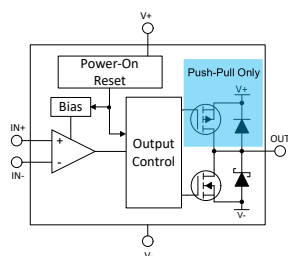 V+
Power-On
Reset
Push-Pull Only
V+
Bias
IN+
+
Output
Control
OUT
IN-
-
V-
V-